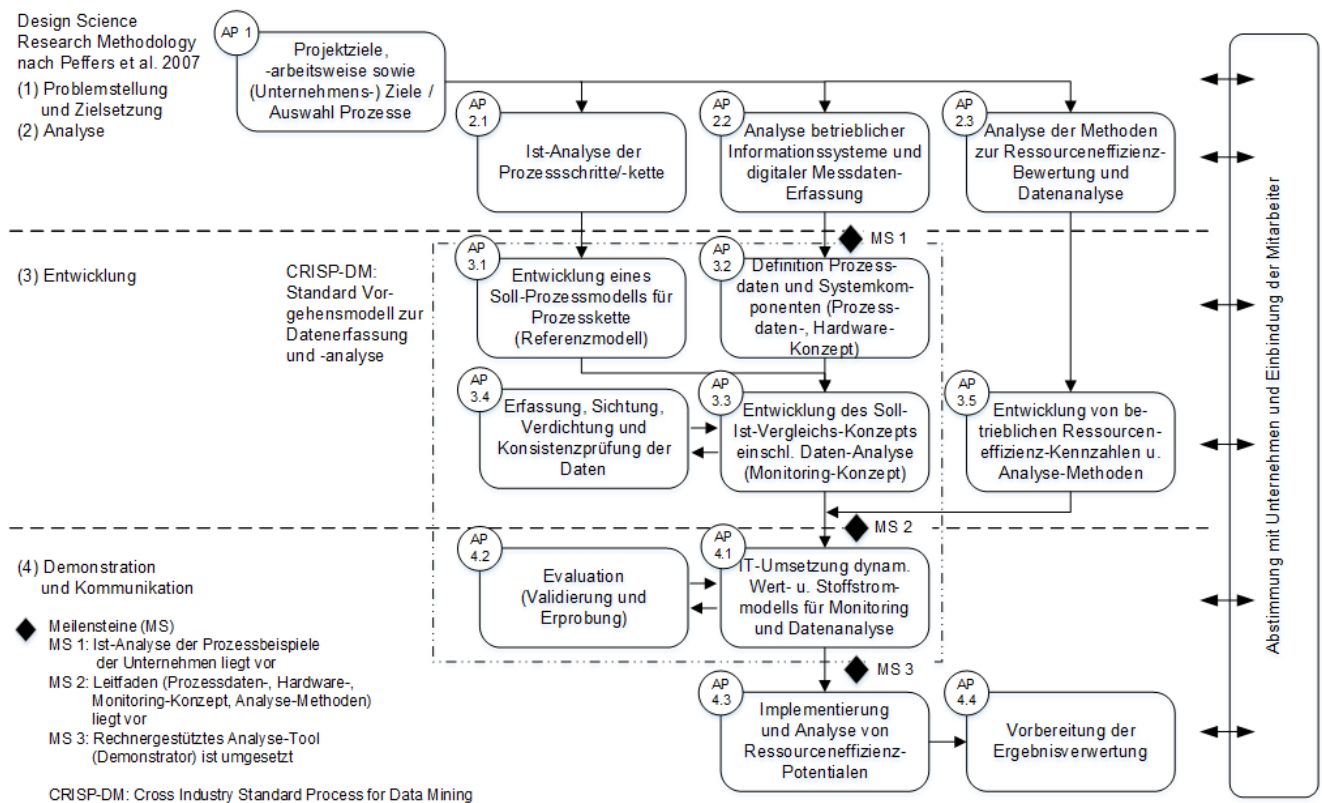 Design Science
Research Methodology
nach Peffers et al. 2007
(1) Problemstellung
und Zielsetzung
(2) Analyse
AP 1
Projektziele,
-arbeitsweise sowie
(Unternehmens-) Ziele /
Auswahl Prozesse
AP
2.1
Ist-Analyse der
Prozessschritte/-kette
AP
2.2
Analyse betrieblicher
Informationssysteme und
digitaler Messdaten-
Erfassung
AP
2.3
Analyse der Methoden
zur Ressourceneffizienz-
Bewertung und
Datenanalyse
MS 1
(3) Entwicklung
CRISP-DM:
Standard Vor-
gehensmodell zur
Datenerfassung
und -analyse
AP
3.1
Entwicklung eines
Soll-Prozessmodells für
Prozesskette
(Referenzmodell)
AP
3.2
Definition Prozess-
daten und Systemkom-
ponenten (Prozess-
daten-, Hardware-
Konzept)
AP
3.4
Erfassung, Sichtung,
Verdichtung und
Konsistenzprüfung der
Daten
AP
3.3
Entwicklung des Soll-
Ist-Vergleichs-Konzepts
einschl. Daten-Analyse
(Monitoring-Konzept)
AP
3.5
Entwicklung von be-
trieblichen Ressourcen-
effizienz-Kennzahlen u.
Analyse-Methoden
MS 2
(4) Demonstration
und Kommunikation
AP
4.2
Evaluation
(Validierung und
Erprobung)
AP
4.1
IT-Umsetzung dynam.
Wert- u. Stoffstrom-
modells für Monitoring
und Datenanalyse
MS 3
AP
4.3
Implementierung
und Analyse von
Ressourceneffizienz-
Potentialen
AP
4.4
Vorbereitung der
Ergebnisverwertung
Abstimmung mit Unternehmen und Einbindung der Mitarbeiter
Meilensteine (MS)
MS 1: Ist-Analyse der Prozessbeispiele
der Unternehmen liegt vor
MS 2: Leitfaden (Prozessdaten-, Hardware-,
Monitoring-Konzept, Analyse-Methoden)
liegt vor
MS 3: Rechnergestütztes Analyse-Tool
(Demonstrator) ist umgesetzt
CRISP-DM: Cross Industry Standard Process for Data Mining